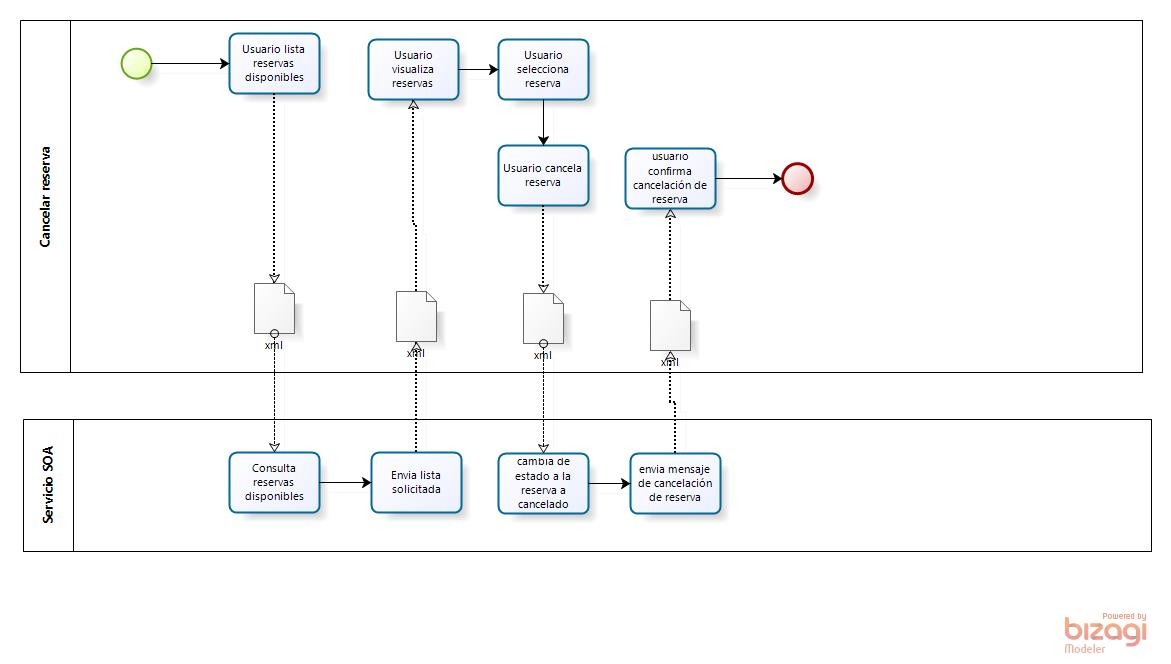 Cancelar reserva
Usuario lista
reservas
disponibles
Usuario
visualiza
reservas
Usuario
selecciona
reserva
Usuario cancela
reserva
usuario
confirma
cancelación de
reserva
xml
xml
xml
xml
Servicio SOA
Consulta
reservas
disponibles
Envia lista
solicitada
cambia de
estado a la
reserva a
cancelado
envia mensaje
de cancelación
de reserva
Powered by
bizagi
Modeler